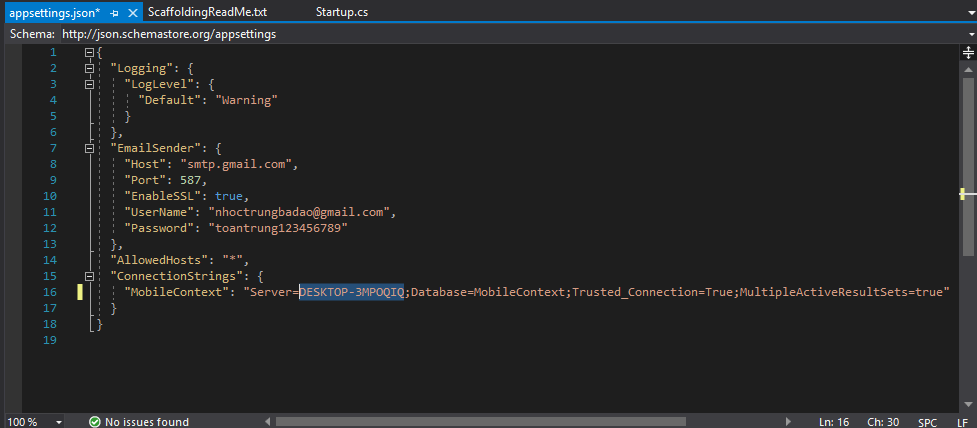 appsettings.json* ScaffoldingReadMe.txt Startup.cs
Schema: http://json.schemastore.org/appsettings
1 {
2 "Logging": {
3 "LogLevel": {
4 "Default": "Warning"
5 }
6 },
7 "EmailSender": {
8 "Host": "smtp.gmail.com",
9 "Port": 587,
10 "EnableSSL": true,
11 "UserName": "nhoctrungbadao@gmail.com",
12 "Password": "toantrung123456789"
13 },
14 "AllowedHosts": "*",
15 "ConnectionStrings": {
16 "MobileContext": "Server=DESKTOP-3MPOQIQ;Database=MobileContext;Trusted_Connection=True;MultipleActiveResultSets=true"
17 }
18 }
19
100 % No issues found Ln: 16 Ch: 30 SPC LF